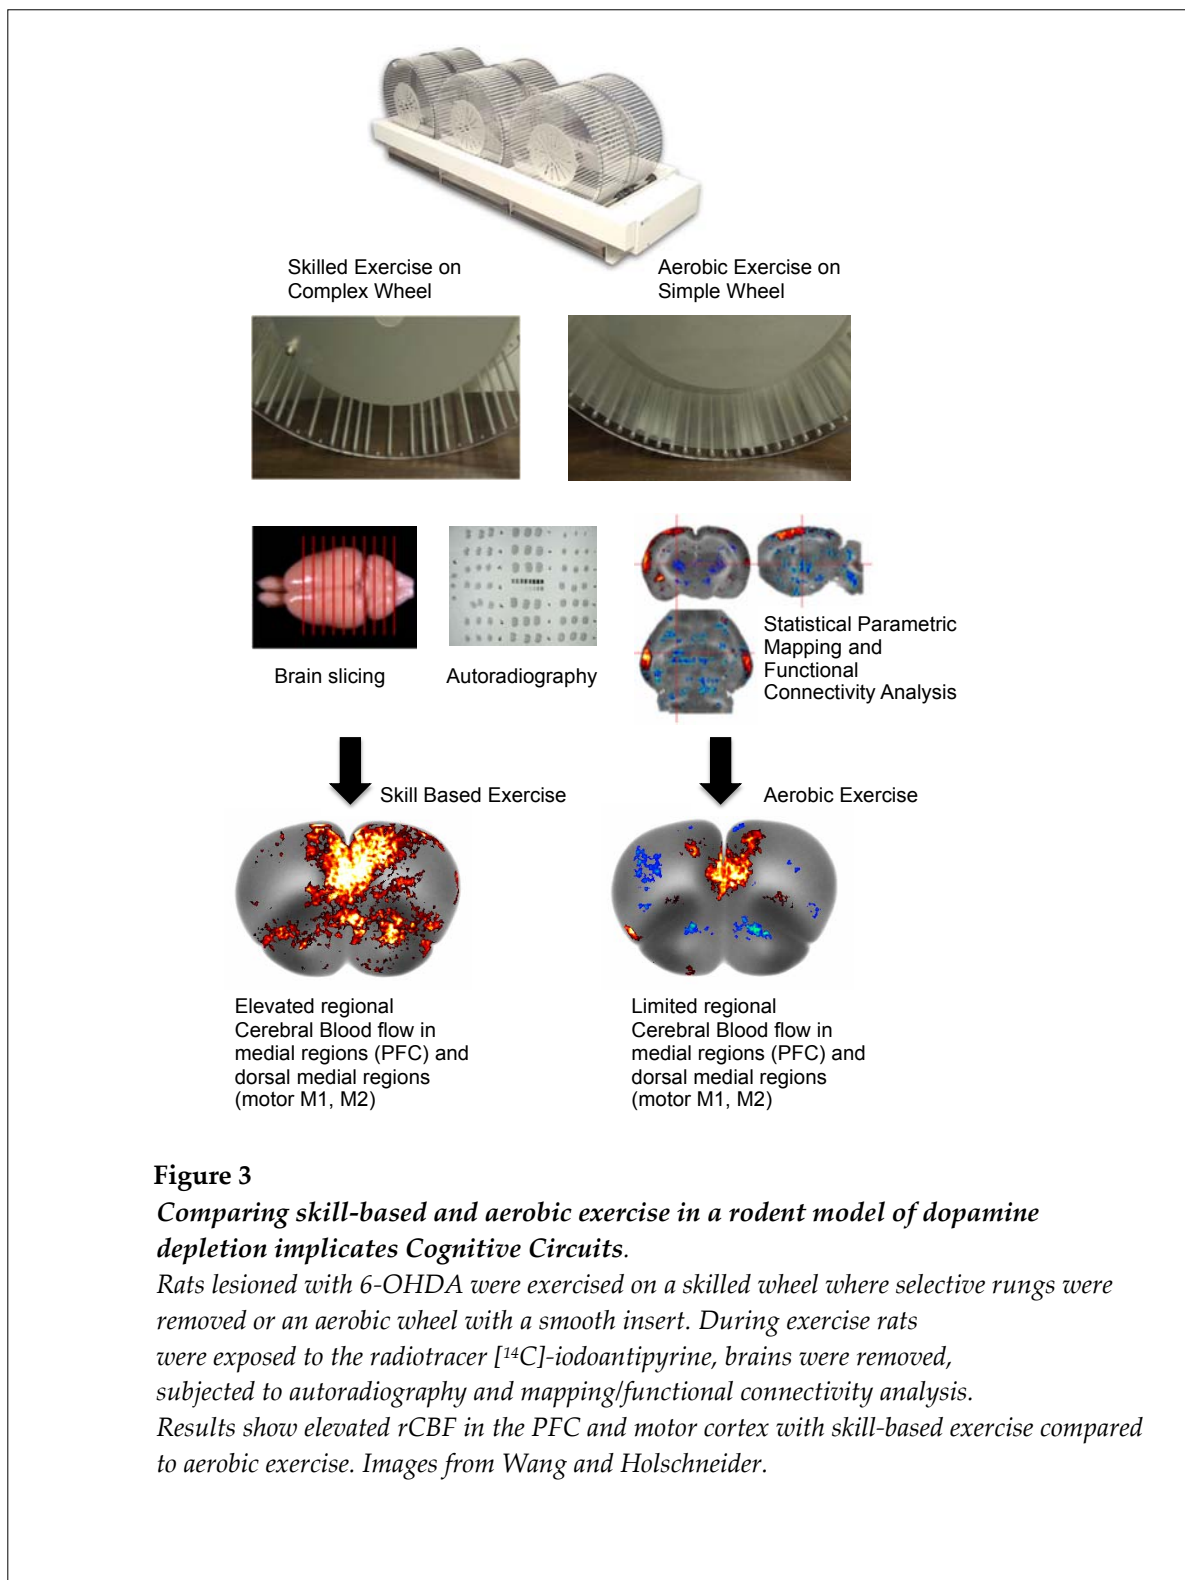 Skilled Exercise on
Complex Wheel
Aerobic Exercise on
Simple Wheel
Brain slicing
Autoradiography
Statistical Parametric
Mapping and
Functional
Connectivity Analysis
Skill Based Exercise
Aerobic Exercise
Elevated regional
Cerebral Blood flow in
medial regions (PFC) and
dorsal medial regions
(motor M1, M2)
Limited regional
Cerebral Blood flow in
medial regions (PFC) and
dorsal medial regions
(motor M1, M2)
Figure 3
Comparing skill-based and aerobic exercise in a rodent model of dopamine
depletion implicates Cognitive Circuits.
Rats lesioned with 6-OHDA were exercised on a skilled wheel where selective rungs were
removed or an aerobic wheel with a smooth insert. During exercise rats
were exposed to the radiotracer [¹⁴C]-iodoantipyrine, brains were removed,
subjected to autoradiography and mapping/functional connectivity analysis.
Results show elevated rCBF in the PFC and motor cortex with skill-based exercise compared
to aerobic exercise. Images from Wang and Holschneider.